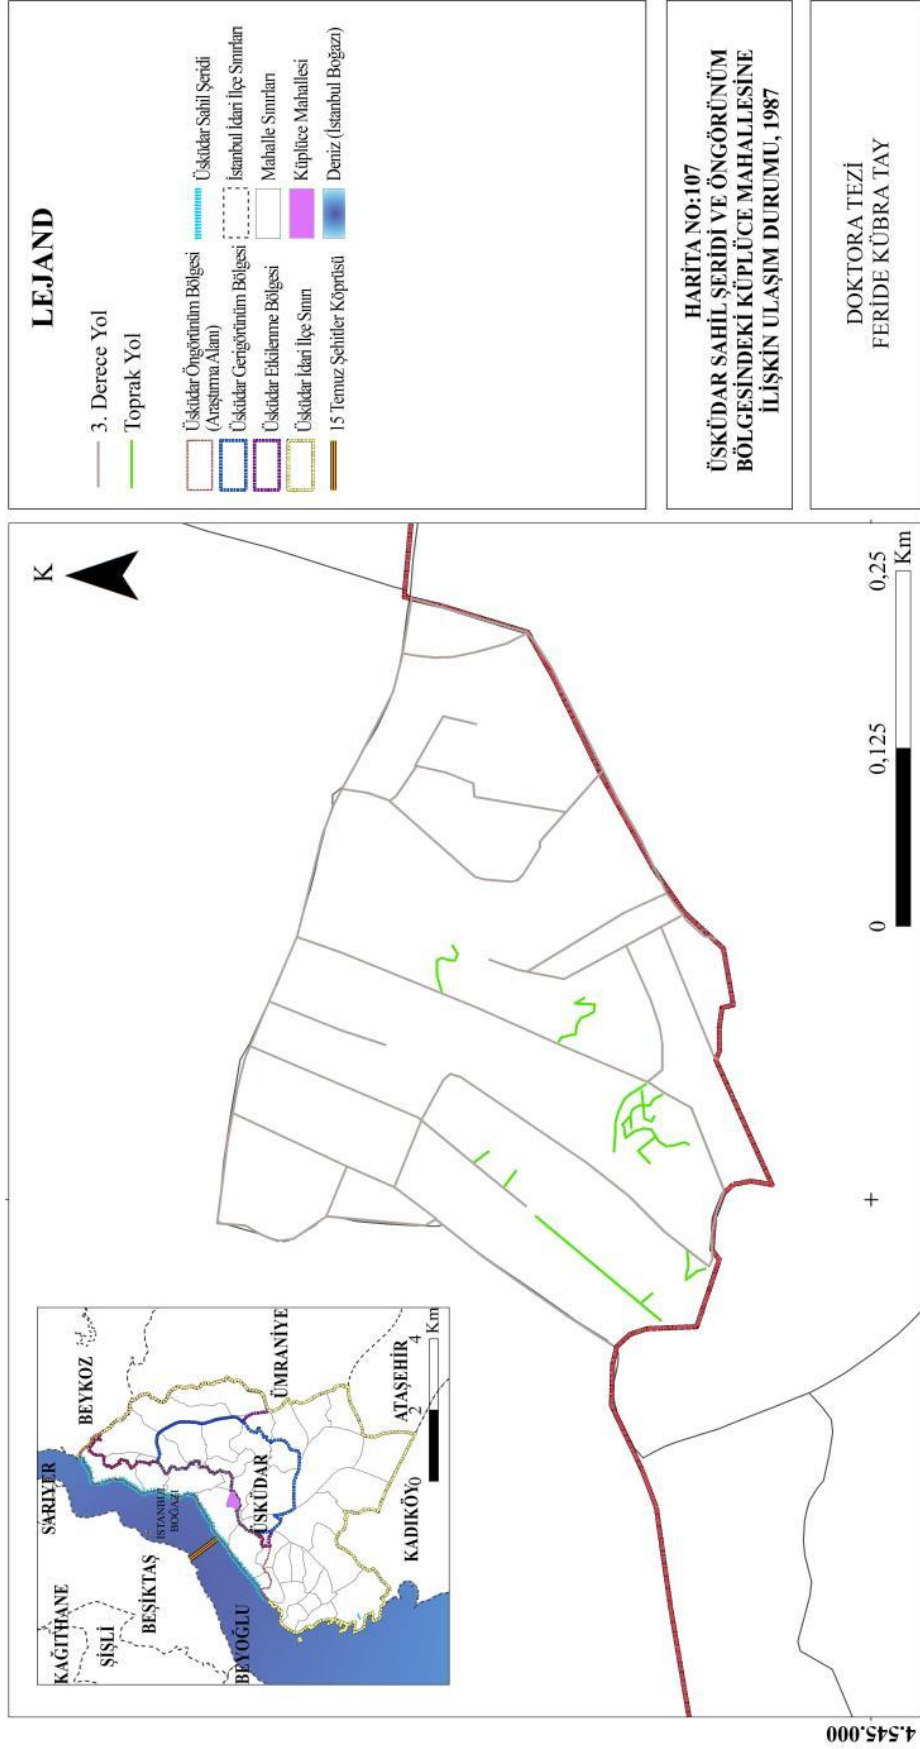 LEJAND
3. Derece Yol
Toprak Yol
Üsküdar Öngörünüm Bölgesi
(Araştırma Alanı)
Üsküdar Gerigörünüm Bölgesi
Üsküdar Etkilenme Bölgesi
Üsküdar İdari İlçe Sınırı
15 Temuz Şehitler Köprüsü
Üsküdar Sahil Şeridi
İstanbul İdari İlçe Sınırları
Mahalle Sınırları
Küplüce Mahallesi
Deniz (İstanbul Boğazı)
HARİTA NO:107
ÜSKÜDAR SAHİL ŞERİDİ VE ÖNGÖRÜNÜM
BÖLGESİNDEKİ KÜPLÜCE MAHALLESİNE
İLİŞKİN ULAŞIM DURUMU, 1987
DOKTORA TEZİ
FERİDE KÜBRA TAY
K
0 0,125 0,25
Km
4.545.000
KAĞITHANE
SARIYER
BEYKOZ
ŞİŞLİ
BEŞİKTAŞ
İSTANBUL
BOĞAZI
BEYOĞLU
ÜSKÜDAR
ÜMRANİYE
KADIKÖY
ATAŞEHİR
0 2 4
Km